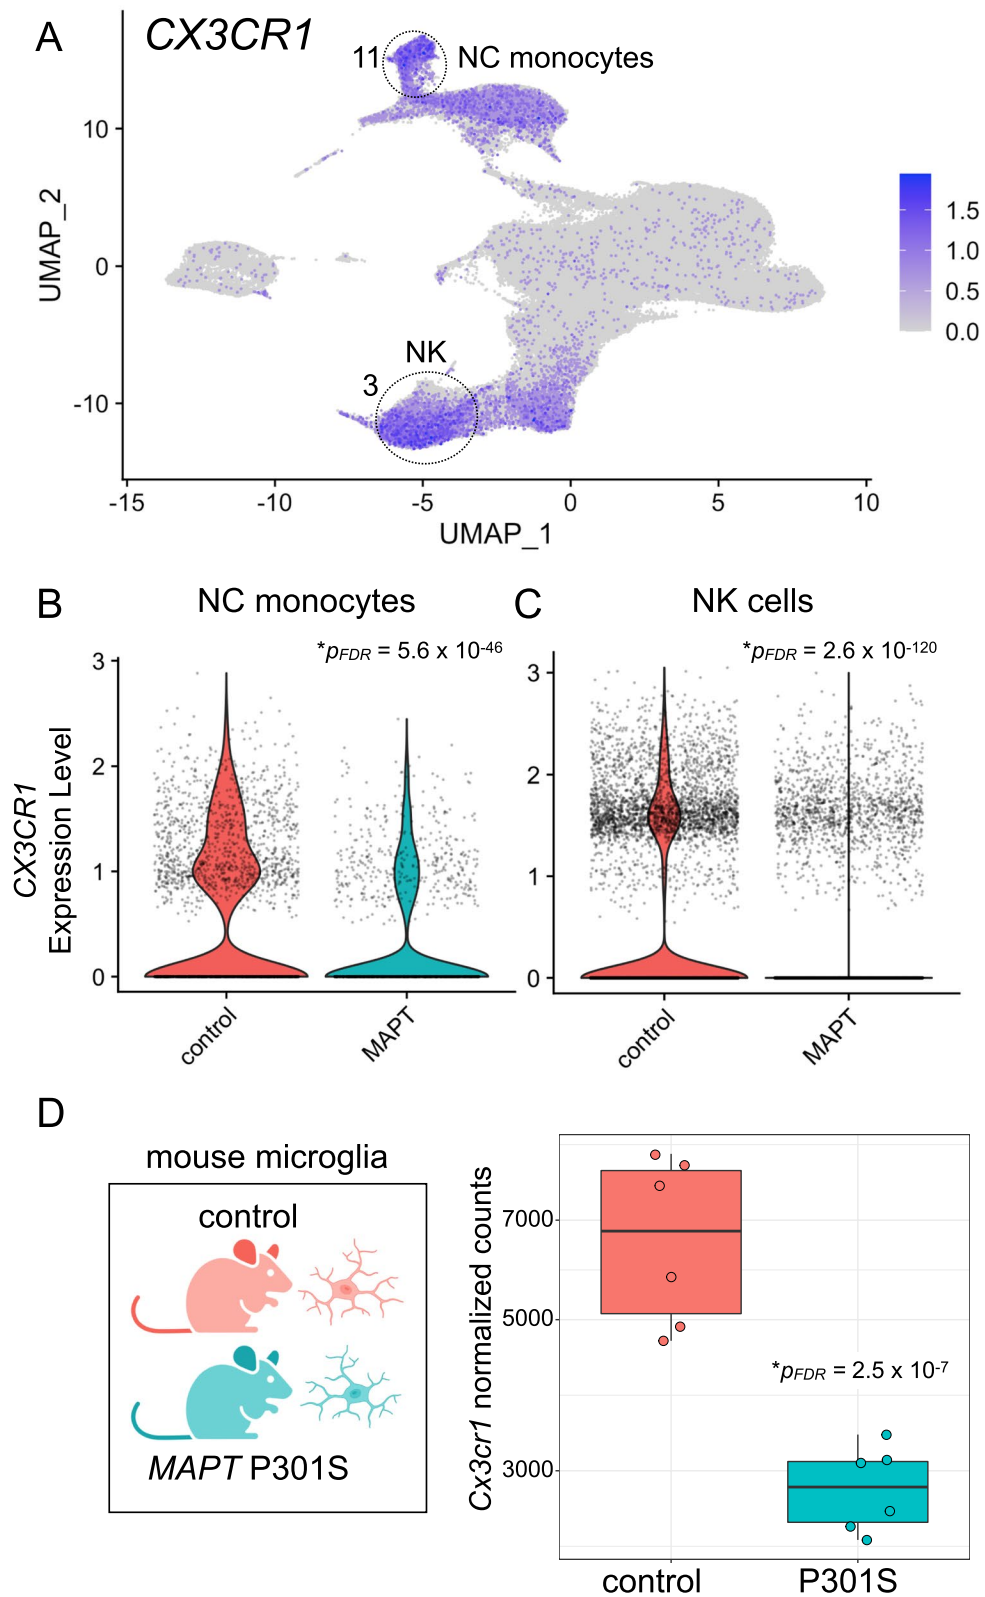 A
CX3CR1
11
NC monocytes
10
0
-10
UMAP_2
NK
3
1.5
1.0
0.5
0.0
-15
-10
-5
0
5
10
UMAP_1
B
NC monocytes
*pFDR = 5.6 x 10-46
3
2
1
0
CX3CR1
Expression Level
control
MAPT
C
NK cells
*pFDR = 2.6 x 10-120
3
2
1
0
control
MAPT
D
mouse microglia
control
MAPT P301S
Cx3cr1 normalized counts
7000
5000
3000
*pFDR = 2.5 x 10-7
control
P301S